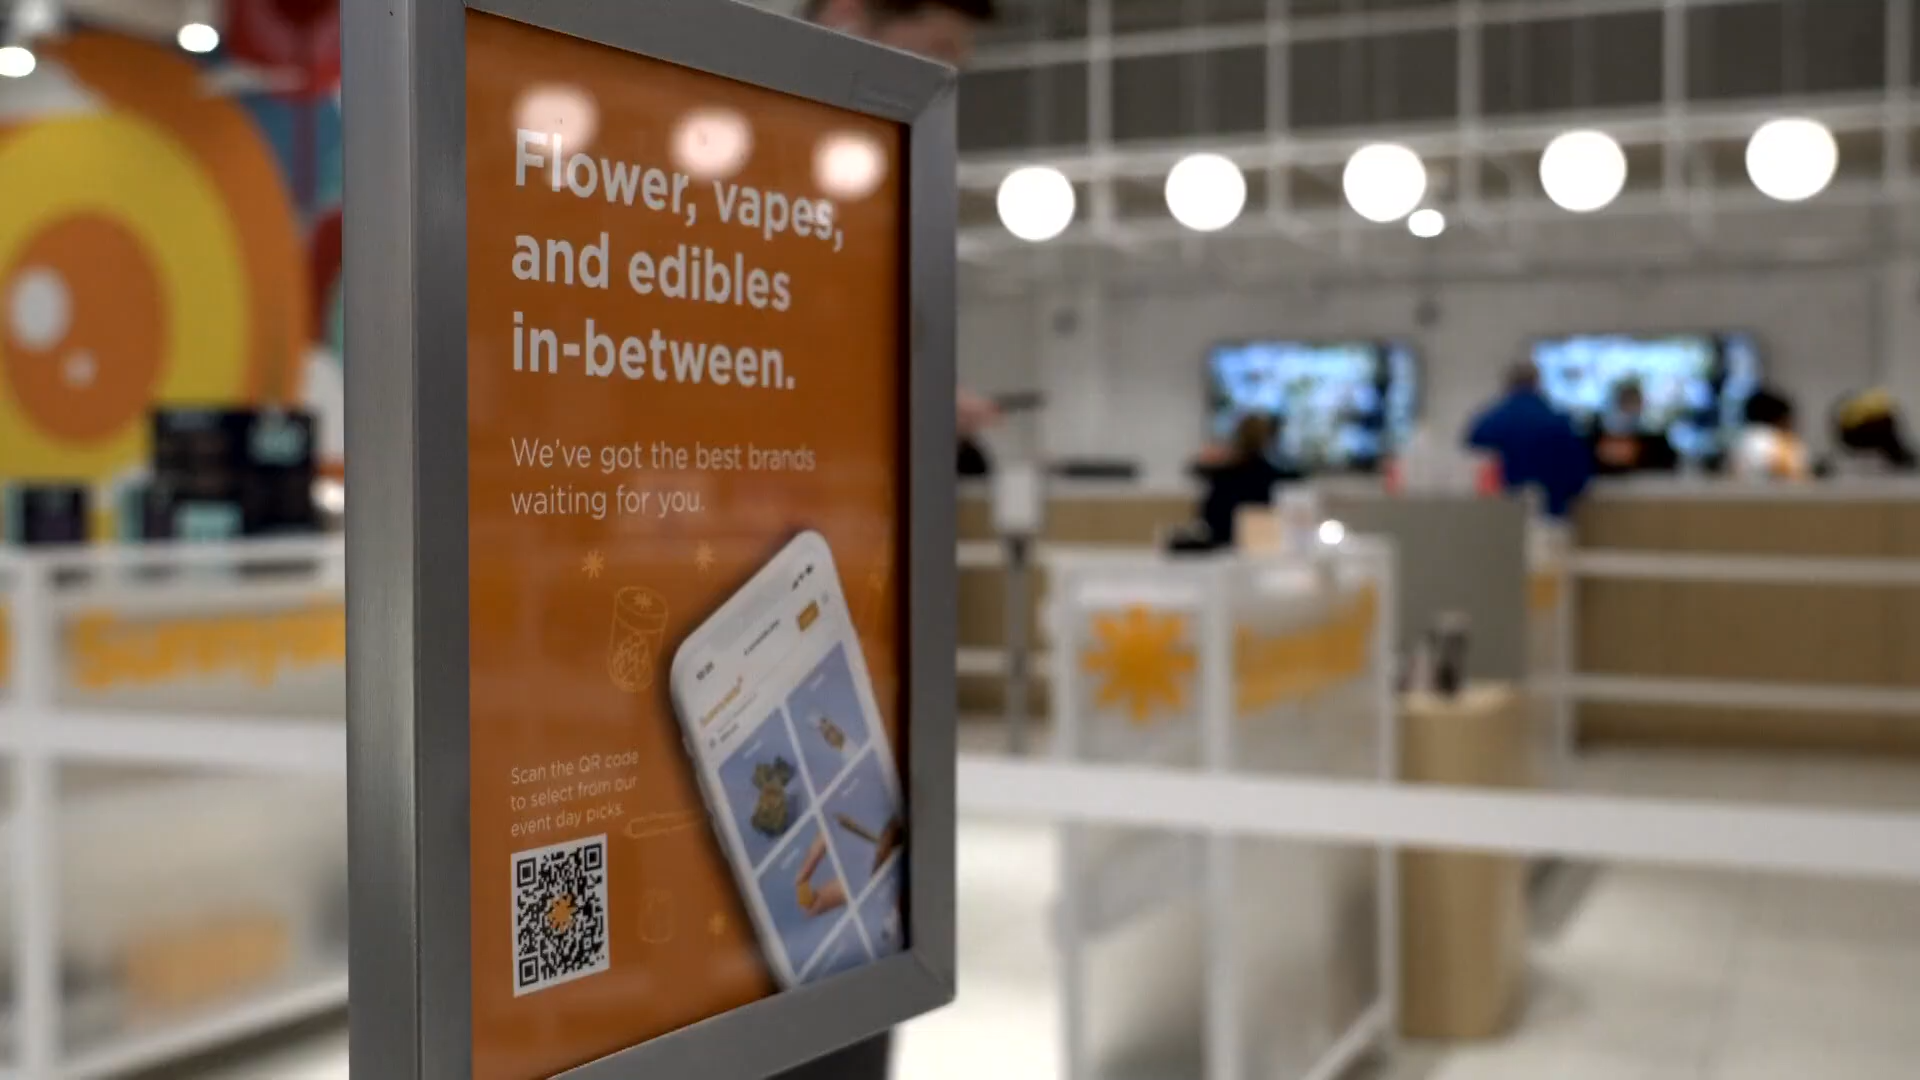 Flower, vapes,
and edibles
in-between.
We've got the best brands
waiting for you.
Scan the QR code
to select from our
event day picks.
Sunnyside